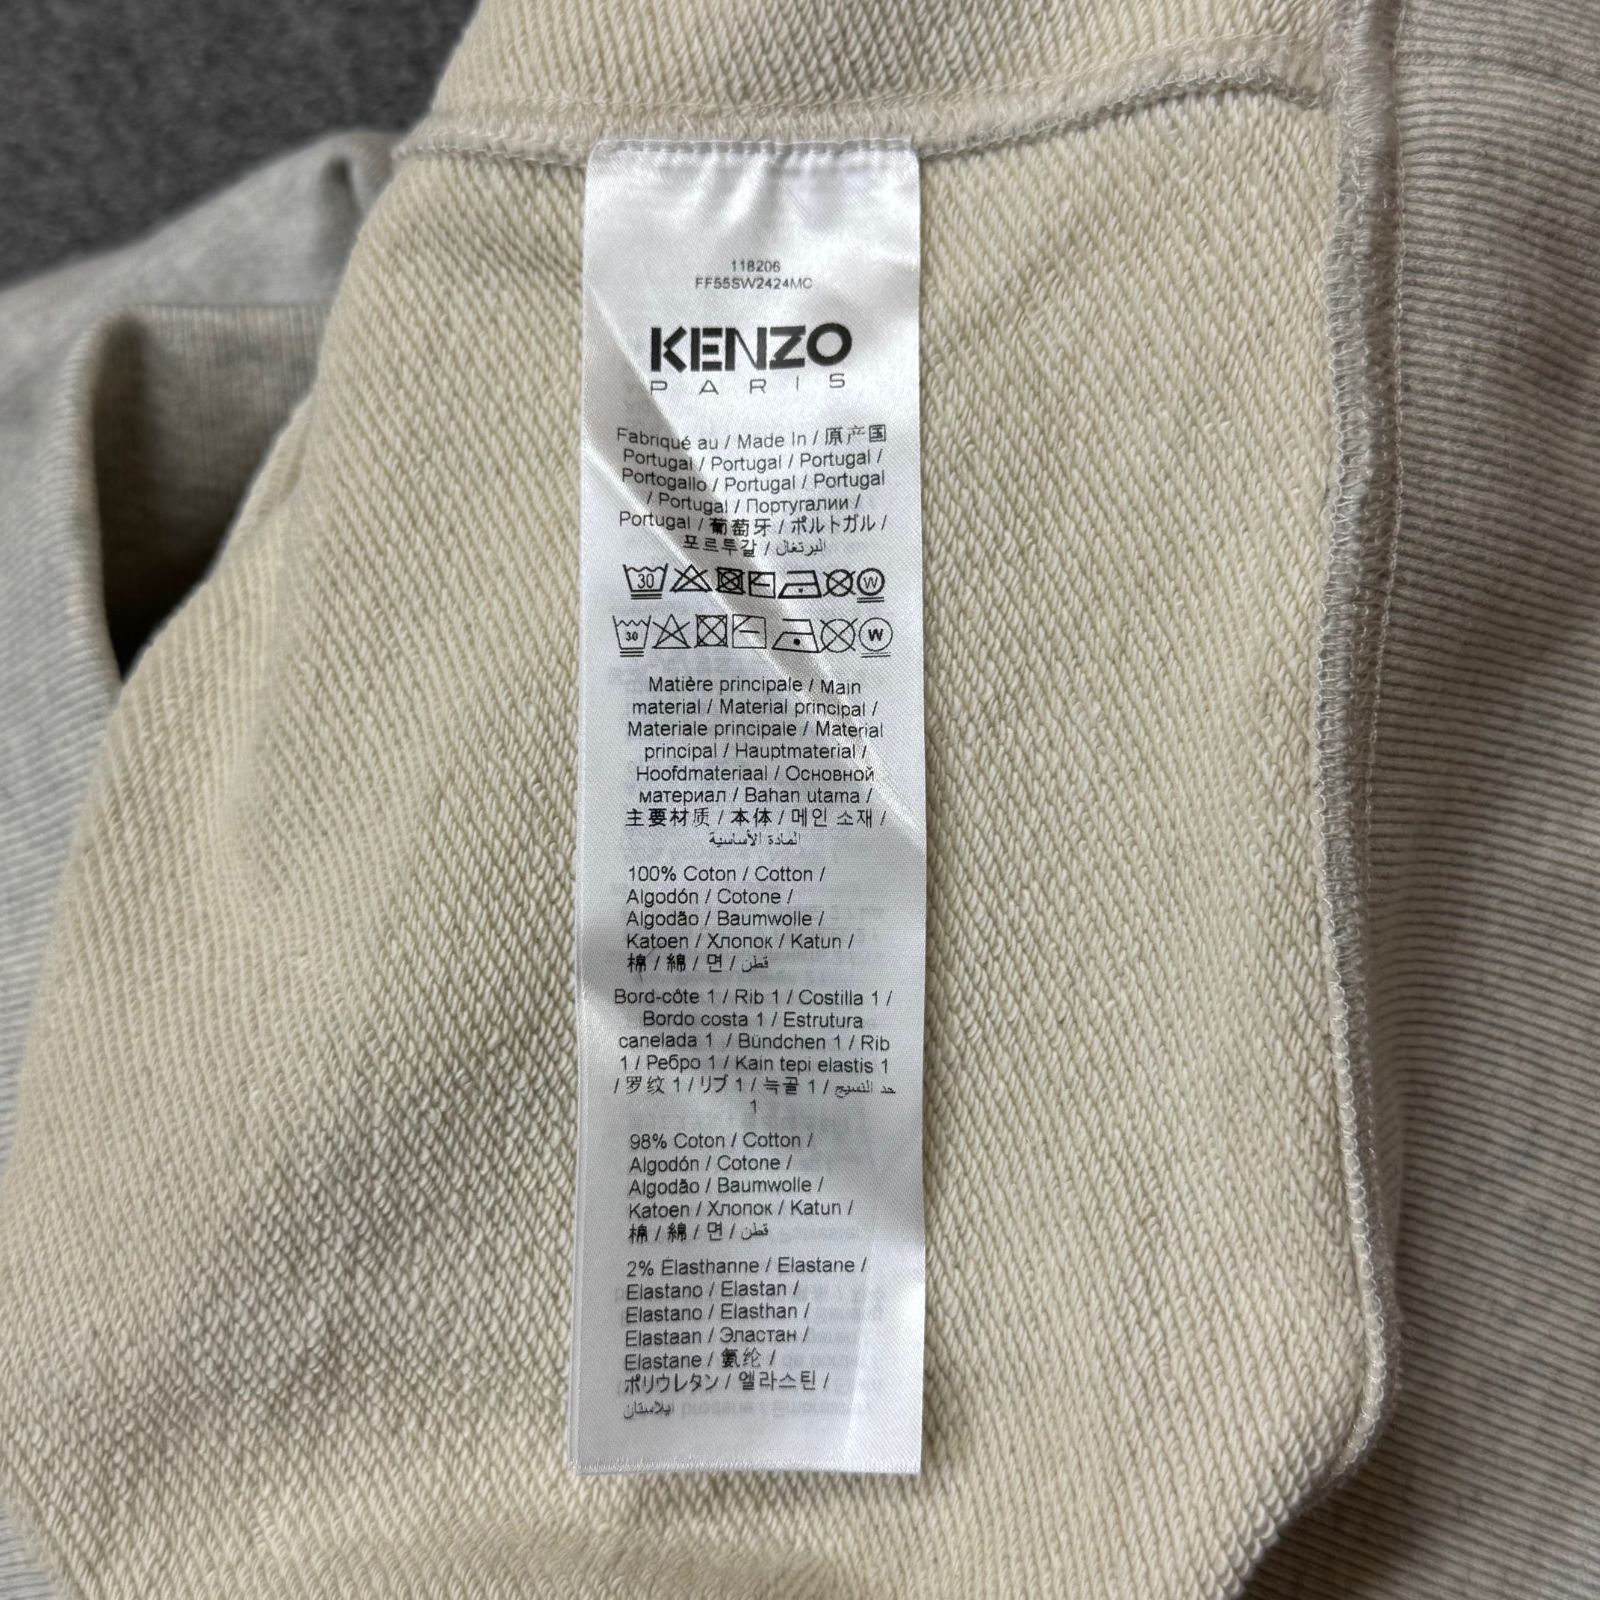 118206
FF55SW2424MC
KENZO
PARIS
Fabriqué au / Made In / 原产国
Portugal / Portugal / Portugal /
Portogallo / Portugal / Portugal
/ Portugal / Португалии /
Portugal / 葡萄牙 / ポルトガル /
포르투갈 / البرتغال
30 W
30 W
Matière principale / Main
material / Material principal /
Materiale principale / Material
principal / Hauptmaterial /
Hoofdmateriaal / Основной
материал / Bahan utama /
主要材质 / 本体 / 메인 소재 /
المادة الأساسية
100% Coton / Cotton /
Algodón / Cotone /
Algodão / Baumwolle /
Katoen / Хлопок / Katun /
棉 / 綿 / 면 / قطن
Bord-côte 1 / Rib 1 / Costilla 1 /
Bordo costa 1 / Estrutura
canelada 1 / Bündchen 1 / Rib
1 / Ребро 1 / Kain tepi elastis 1
/ 罗纹 1 / リブ 1 / 늑골 1 / حد النسيج
1
98% Coton / Cotton /
Algodón / Cotone /
Algodão / Baumwolle /
Katoen / Хлопок / Katun /
棉 / 綿 / 면 / قطن
2% Élasthanne / Elastane /
Elastano / Elastan /
Elastano / Elasthan /
Elastaan / Эластан /
Elastane / 氨纶 /
ポリウレタン / 엘라스틴 /
ايلاستان